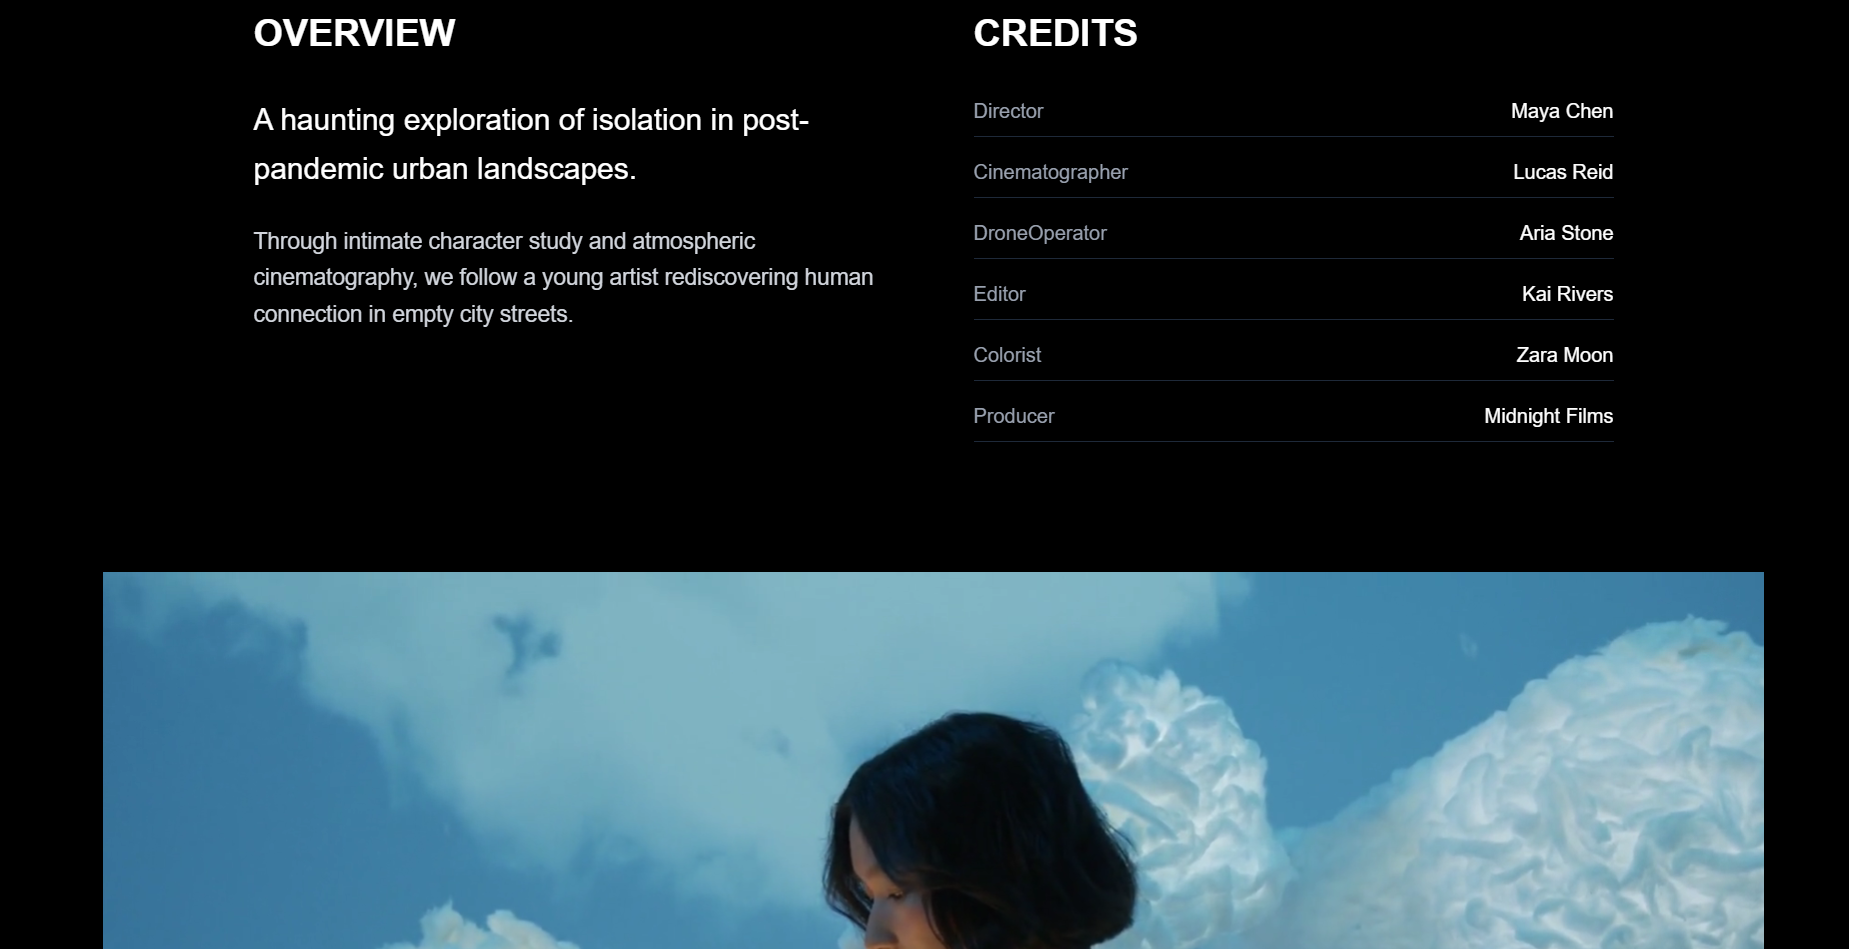 OVERVIEW
A haunting exploration of isolation in post-
pandemic urban landscapes.
Through intimate character study and atmospheric
cinematography, we follow a young artist rediscovering human
connection in empty city streets.
CREDITS
Director Maya Chen
Cinematographer Lucas Reid
DroneOperator Aria Stone
Editor Kai Rivers
Colorist Zara Moon
Producer Midnight Films